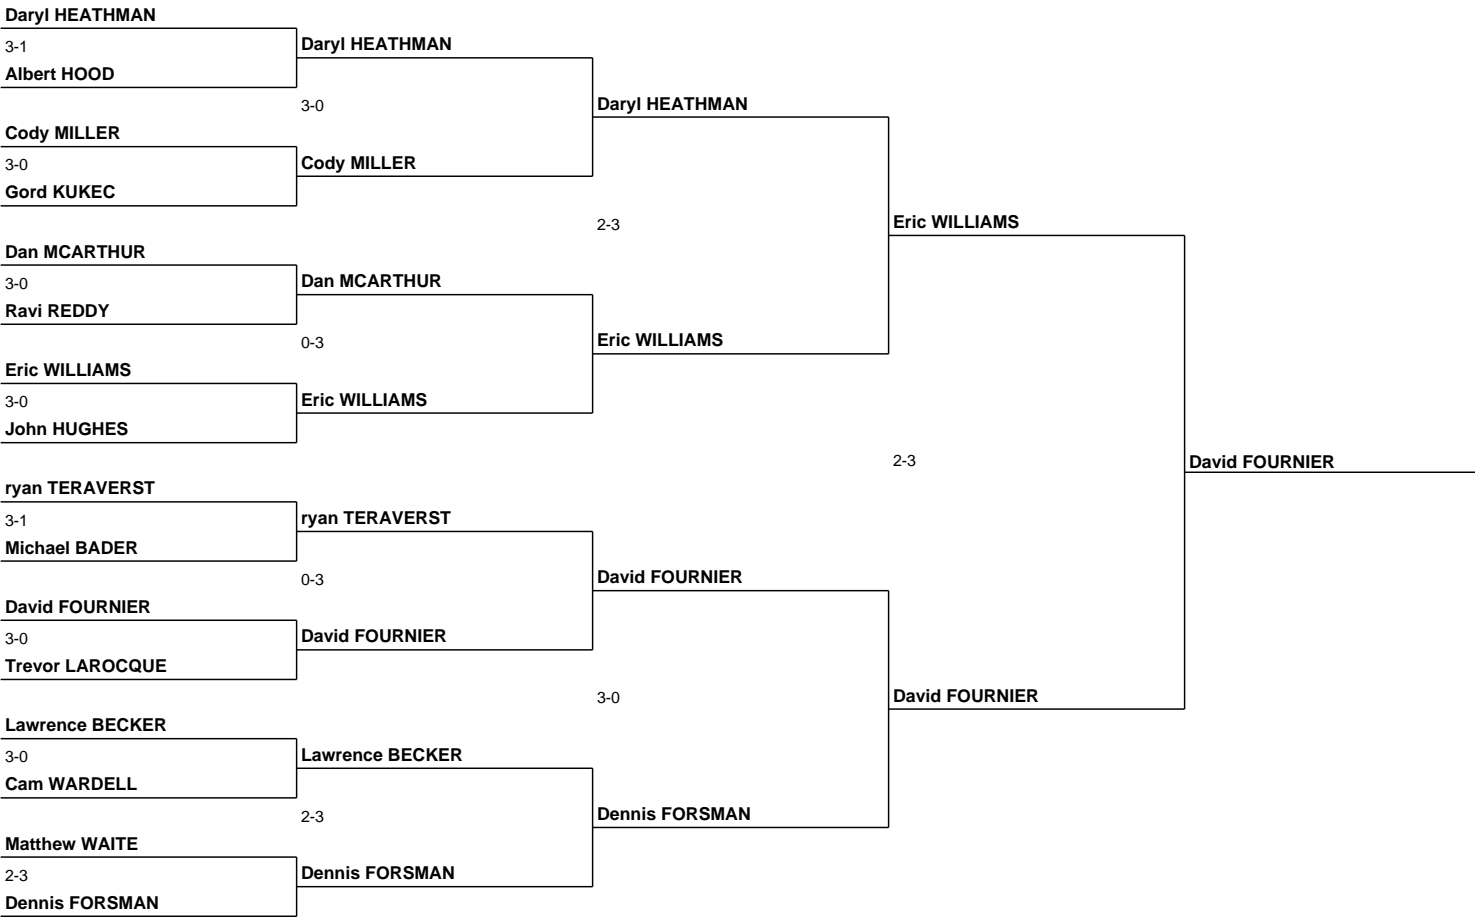 Daryl HEATHMAN
3-1
Albert HOOD
Cody MILLER
3-0
Gord KUKEC
Dan MCARTHUR
3-0
Ravi REDDY
Eric WILLIAMS
3-0
John HUGHES
ryan TERAVERST
3-1
Michael BADER
David FOURNIER
3-0
Trevor LAROCQUE
Lawrence BECKER
3-0
Cam WARDELL
Matthew WAITE
2-3
Dennis FORSMAN
Daryl HEATHMAN
3-0
Cody MILLER
Dan MCARTHUR
0-3
Eric WILLIAMS
ryan TERAVERST
0-3
David FOURNIER
Lawrence BECKER
2-3
Dennis FORSMAN
Daryl HEATHMAN
2-3
Eric WILLIAMS
David FOURNIER
3-0
Dennis FORSMAN
Eric WILLIAMS
2-3
David FOURNIER
David FOURNIER